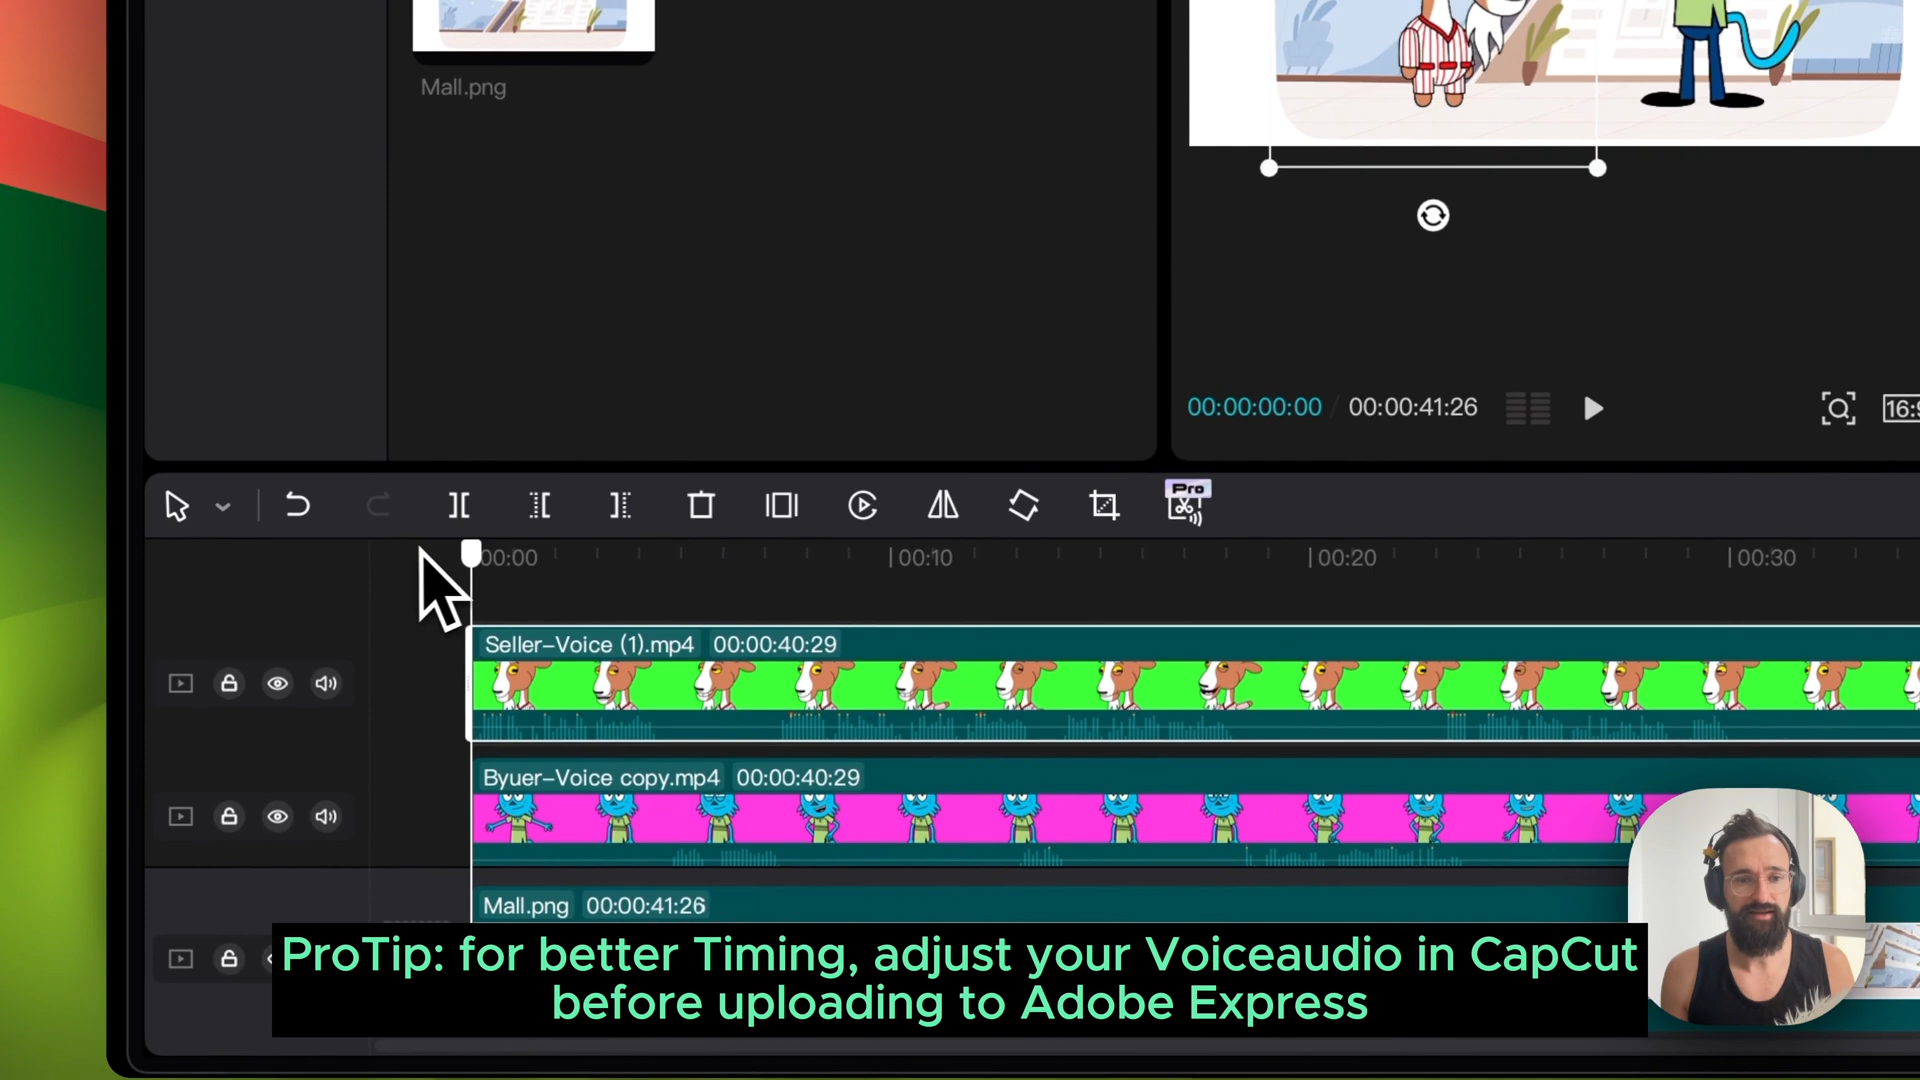 Mall.png
00:00:00:00 / 00:00:41:26
16:9
Pro
00:00 00:10 00:20 00:30
Seller-Voice (1).mp4 00:00:40:29
Byuer-Voice copy.mp4 00:00:40:29
Mall.png 00:00:41:26
ProTip: for better Timing, adjust your Voiceaudio in CapCut
before uploading to Adobe Express